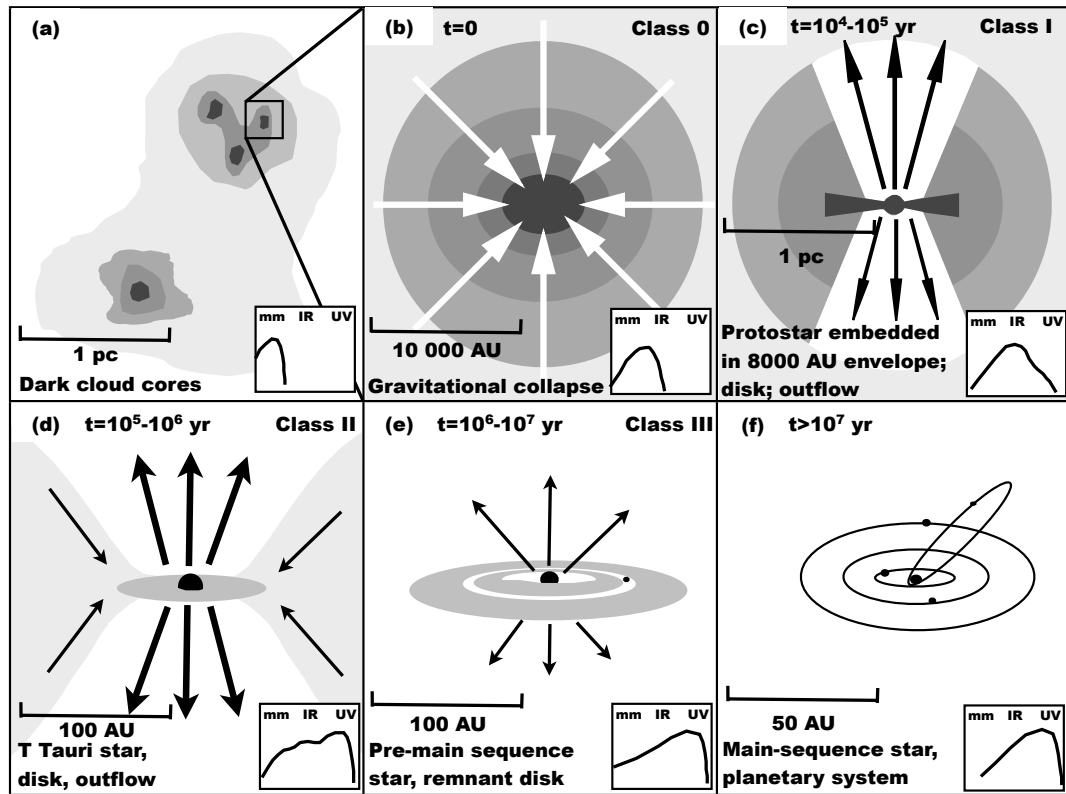 (a)
mm IR UV
1 pc
Dark cloud cores
(b) t=0 Class 0
mm IR UV
10 000 AU
Gravitational collapse
(c) t=10⁴-10⁵ yr Class I
1 pc
Protostar embedded
in 8000 AU envelope;
disk; outflow
mm IR UV
(d) t=10⁵-10⁶ yr Class II
mm IR UV
100 AU
T Tauri star,
disk, outflow
(e) t=10⁶-10⁷ yr Class III
mm IR UV
100 AU
Pre-main sequence
star, remnant disk
(f) t>10⁷ yr
mm IR UV
50 AU
Main-sequence star,
planetary system